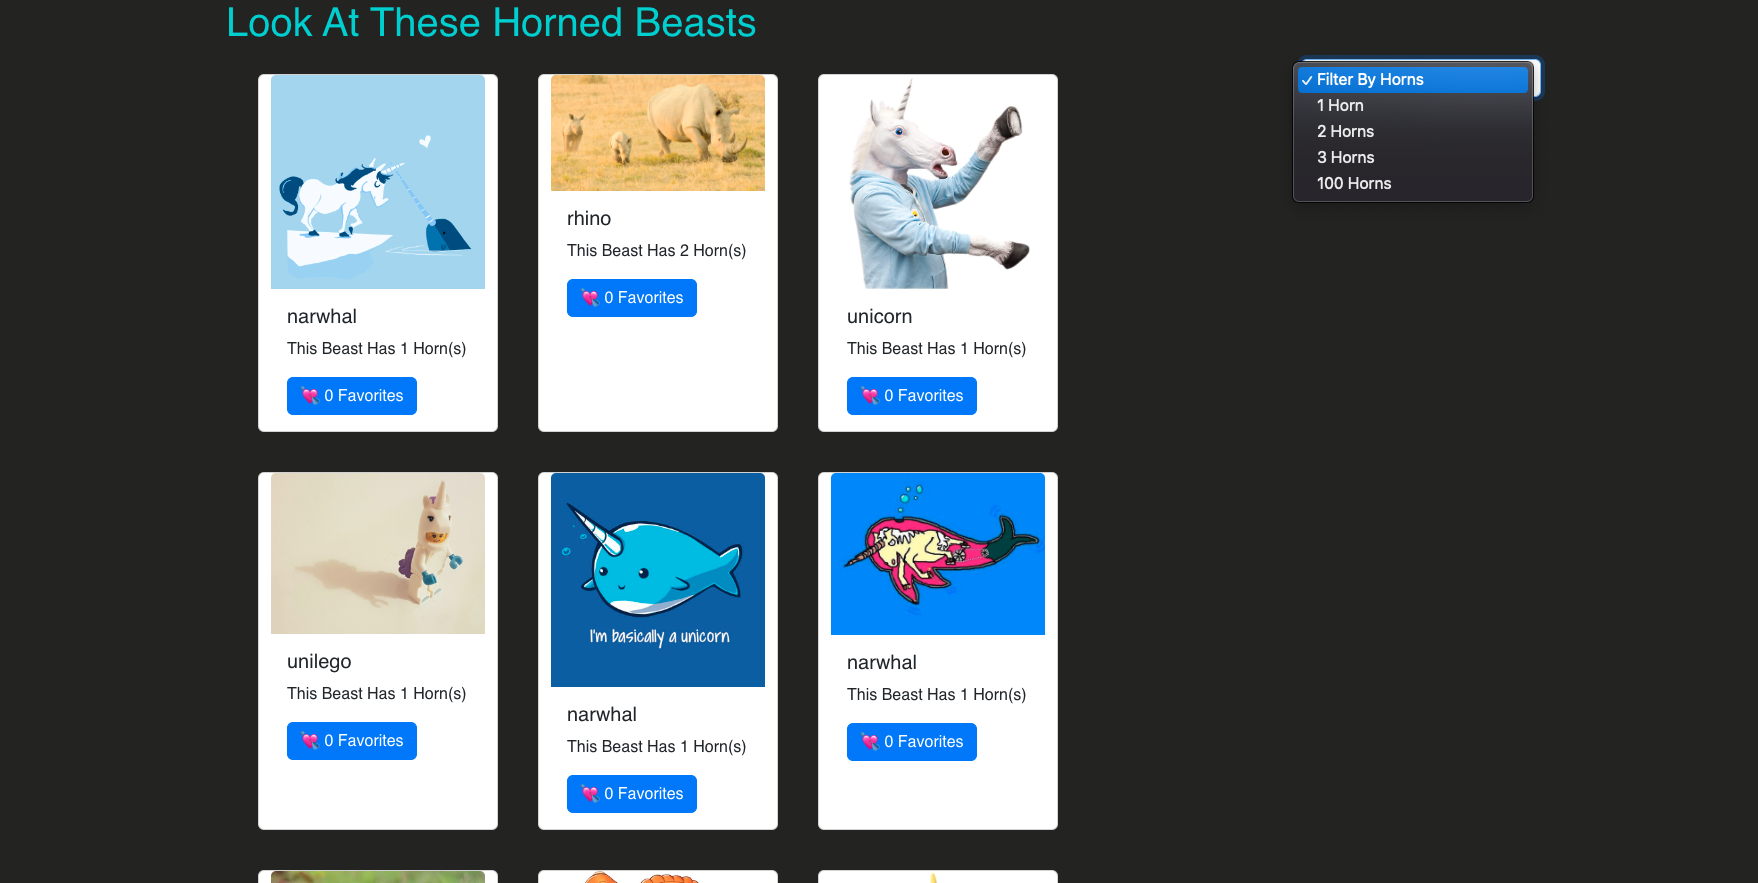 Look At These Horned Beasts
✓ Filter By Horns
1 Horn
2 Horns
3 Horns
100 Horns
narwhal
This Beast Has 1 Horn(s)
💘 0 Favorites
rhino
This Beast Has 2 Horn(s)
💘 0 Favorites
unicorn
This Beast Has 1 Horn(s)
💘 0 Favorites
unilego
This Beast Has 1 Horn(s)
💘 0 Favorites
I'm basically a unicorn
narwhal
This Beast Has 1 Horn(s)
💘 0 Favorites
narwhal
This Beast Has 1 Horn(s)
💘 0 Favorites